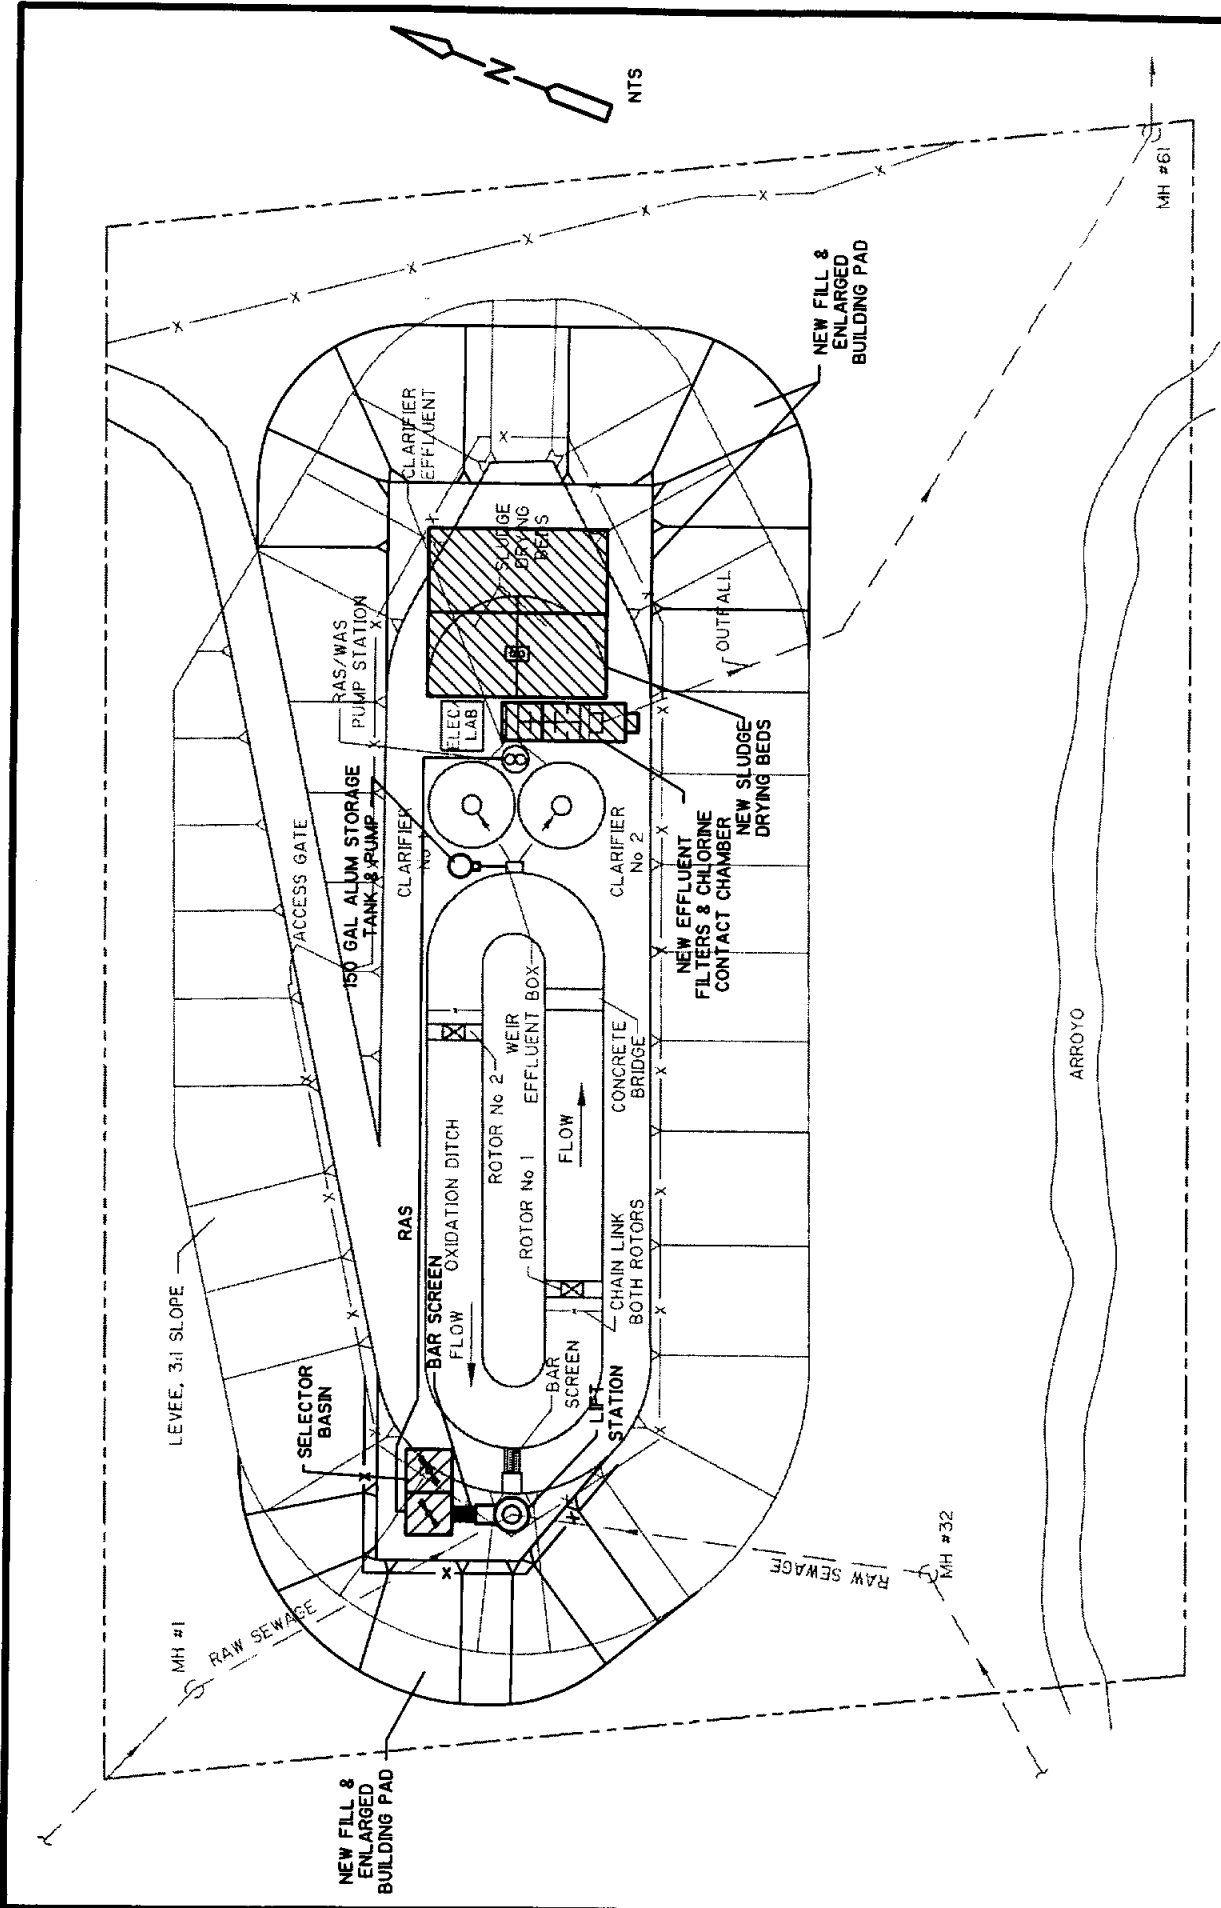 N
NTS
MH #61
NEW FILL &
ENLARGED
BUILDING PAD
CLARIFIER
EFFLUENT
SLUDGE
DRYING
BEDS
RAS/WAS
PUMP STATION
OUTFALL
ELEC/
LAB
NEW SLUDGE
DRYING BEDS
150 GAL ALUM STORAGE
TANK & PUMP
CLARIFIER
CLARIFIER
No 2
NEW EFFLUENT
FILTERS & CHLORINE
CONTACT CHAMBER
ACCESS GATE
WEIR
EFFLUENT BOX
CONCRETE
BRIDGE
ARROYO
ROTOR No 2
OXIDATION DITCH
FLOW
ROTOR No 1
RAS
BAR SCREEN
FLOW
CHAIN LINK
BOTH ROTORS
LEVEE, 3:1 SLOPE
SELECTOR
BASIN
BAR
SCREEN
LIFT
STATION
MH #32
RAW SEWAGE
MH #1
RAW SEWAGE
NEW FILL &
ENLARGED
BUILDING PAD